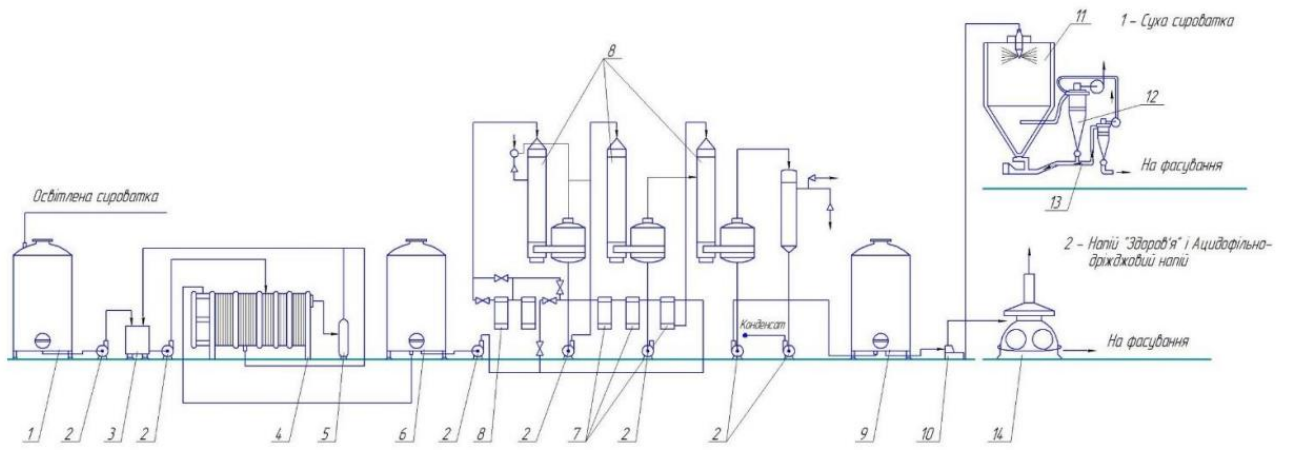 11
1 - Суха сироватка
8
12
На фасування
13
Освітлена сироватка
2 - Напій "Здоров'я" і Ацидофільно-
дріжджовий напій
Конденсат
На фасування
1 2 3 2 4 5 6 2 8 2 7 2 2 9 10 14